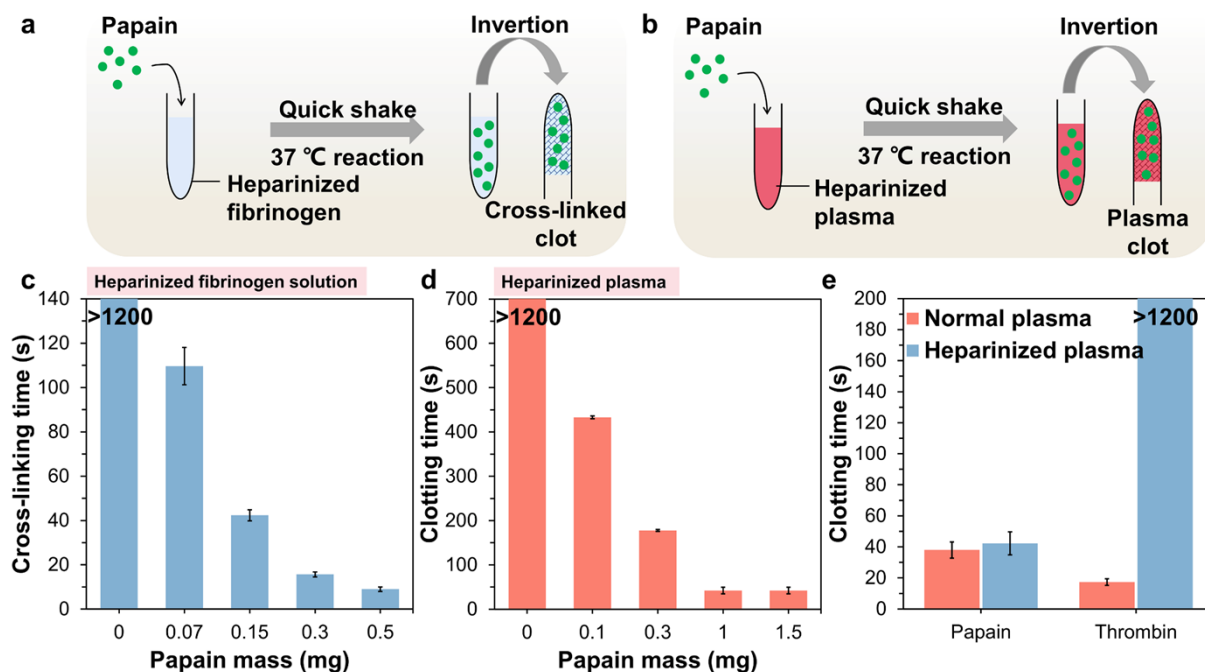 a
Papain
Invertion
Quick shake
37 ℃ reaction
Heparinized
fibrinogen
Cross-linked
clot
b
Papain
Invertion
Quick shake
37 ℃ reaction
Heparinized
plasma
Plasma
clot
c
Heparinized fibrinogen solution
>1200
Cross-linking time (s)
140
120
100
80
60
40
20
0
0
0.07
0.15
0.3
0.5
Papain mass (mg)
d
Heparinized plasma
>1200
Clotting time (s)
700
600
500
400
300
200
100
0
0
0.1
0.3
1
1.5
Papain mass (mg)
e
Normal plasma
Heparinized plasma
>1200
Clotting time (s)
200
180
160
140
120
100
80
60
40
20
0
Papain
Thrombin